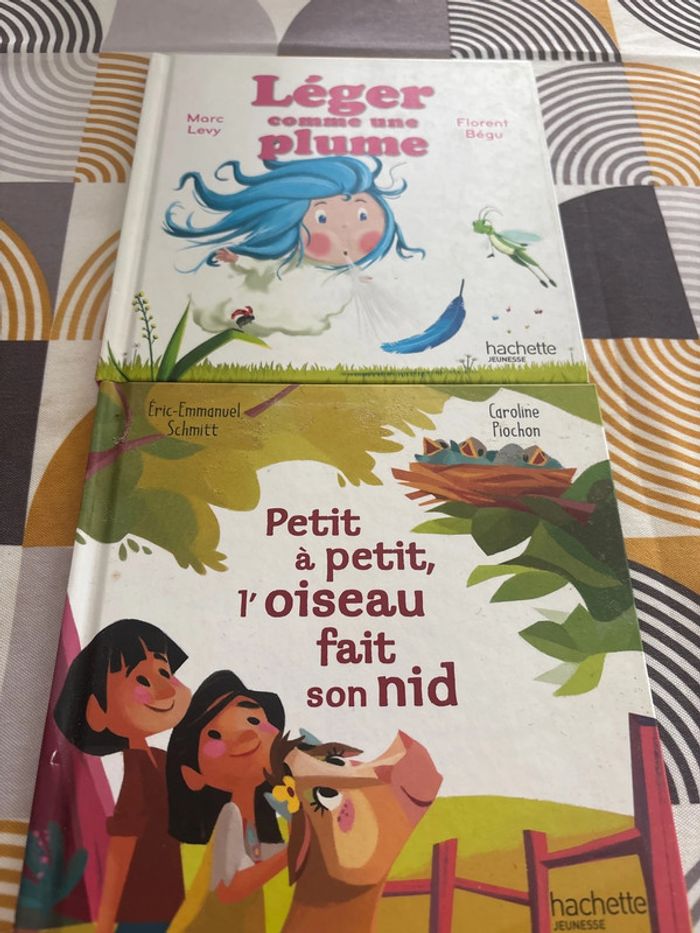 Léger
comme une
plume
Marc
Levy
Florent
Bégu
hachette
JEUNESSE
Éric-Emmanuel
Schmitt
Caroline
Piochon
Petit
à petit,
l'oiseau
fait
son nid
hachette
JEUNESSE